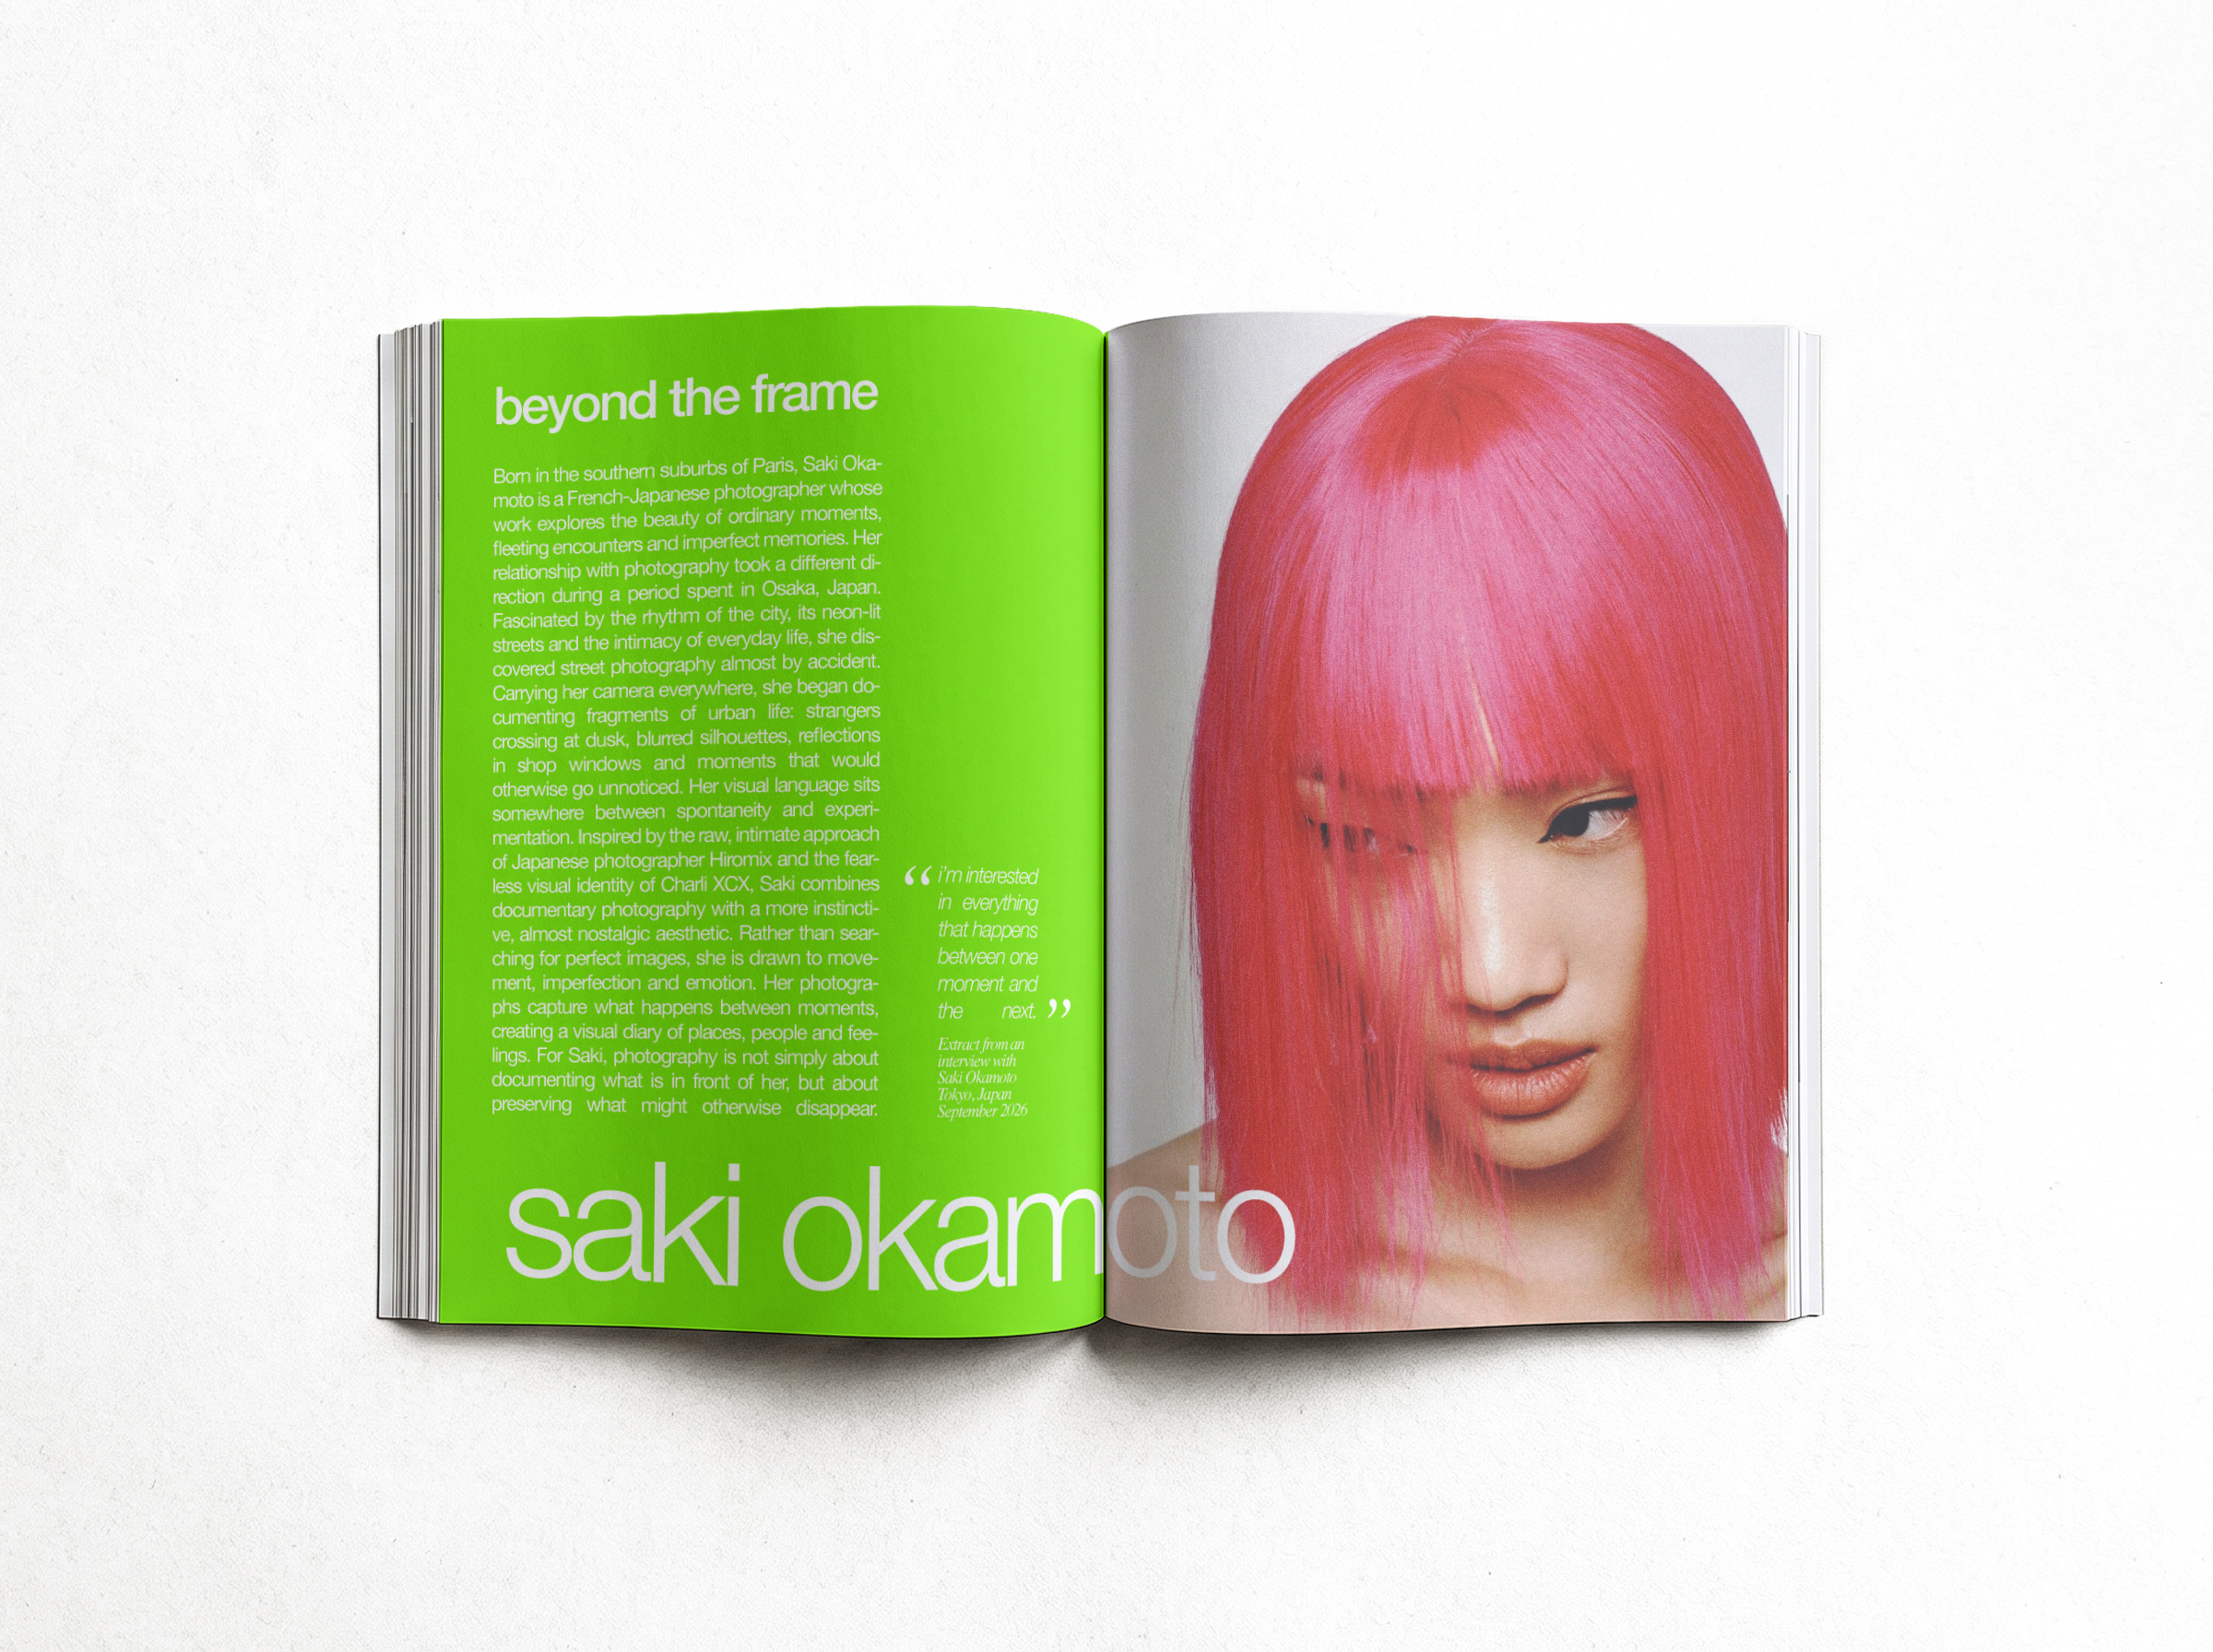 beyond the frame
Born in the southern suburbs of Paris, Saki Oka-
moto is a French-Japanese photographer whose
work explores the beauty of ordinary moments,
fleeting encounters and imperfect memories. Her
relationship with photography took a different di-
rection during a period spent in Osaka, Japan.
Fascinated by the rhythm of the city, its neon-lit
streets and the intimacy of everyday life, she dis-
covered street photography almost by accident.
Carrying her camera everywhere, she began do-
cumenting fragments of urban life: strangers
crossing at dusk, blurred silhouettes, reflections
in shop windows and moments that would
otherwise go unnoticed. Her visual language sits
somewhere between spontaneity and experi-
mentation. Inspired by the raw, intimate approach
of Japanese photographer Hiromix and the fear-
less visual identity of Charli XCX, Saki combines
documentary photography with a more instincti-
ve, almost nostalgic aesthetic. Rather than sear-
ching for perfect images, she is drawn to move-
ment, imperfection and emotion. Her photogra-
phs capture what happens between moments,
creating a visual diary of places, people and fee-
lings. For Saki, photography is not simply about
documenting what is in front of her, but about
preserving what might otherwise disappear.
“ i'm interested
in everything
that happens
between one
moment and
the next. ”
Extract from an
interview with
Saki Okamoto
Tokyo, Japan
September 2026
saki okamoto